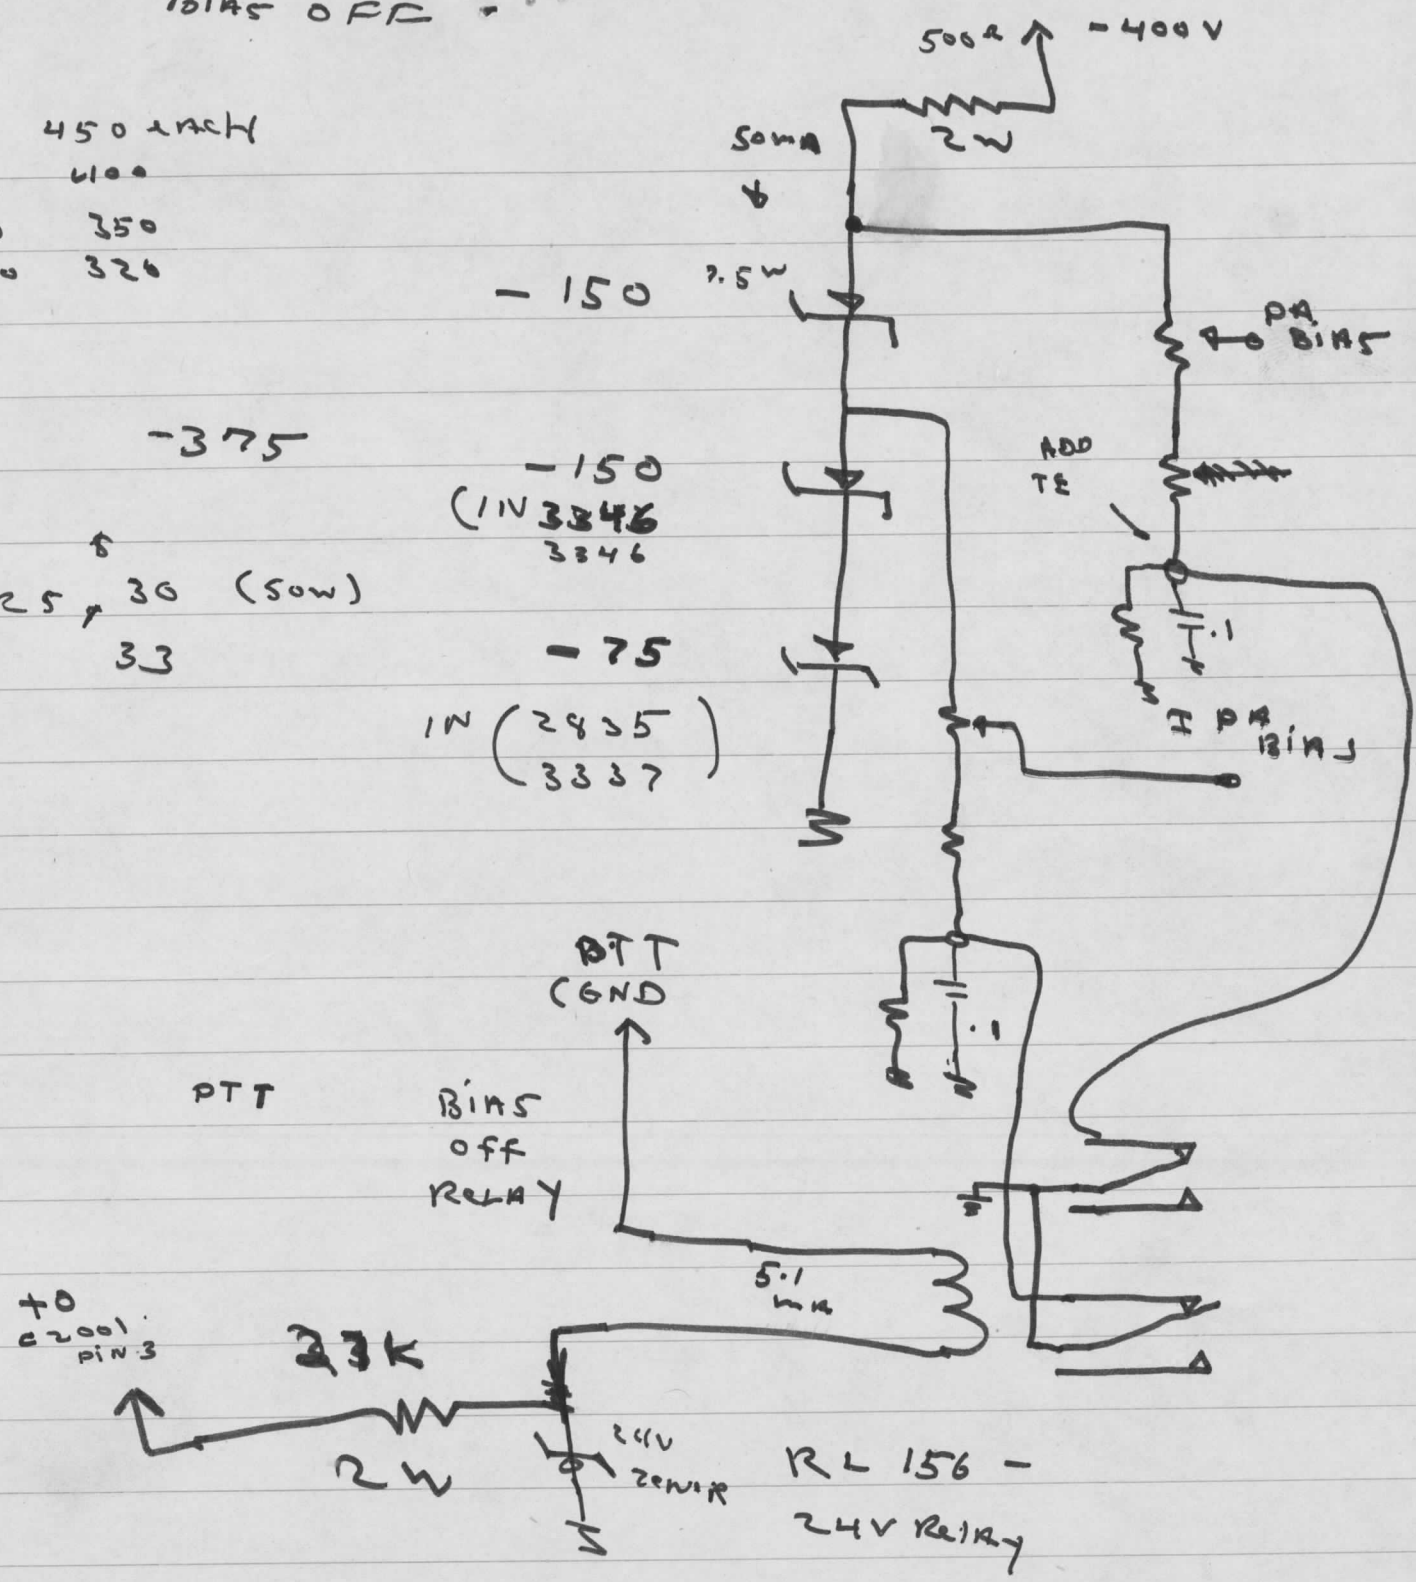 BIAS OFF
500Ω
-400V
2W
450 EACH
400
350
320
50mA
7.5W
-150
PA
BIAS
-375
-150
(IN 3346
3346
ADD
TE
25, 30 (50W)
33
-75
IN (2835
3337)
.1
I PA
BIAS
BTT
(GND
.1
PTT
BIAS
OFF
RELAY
5.1
mA
+0
C2001
PIN 3
33K
2W
24V
ZENER
RL 156 -
24V RELAY